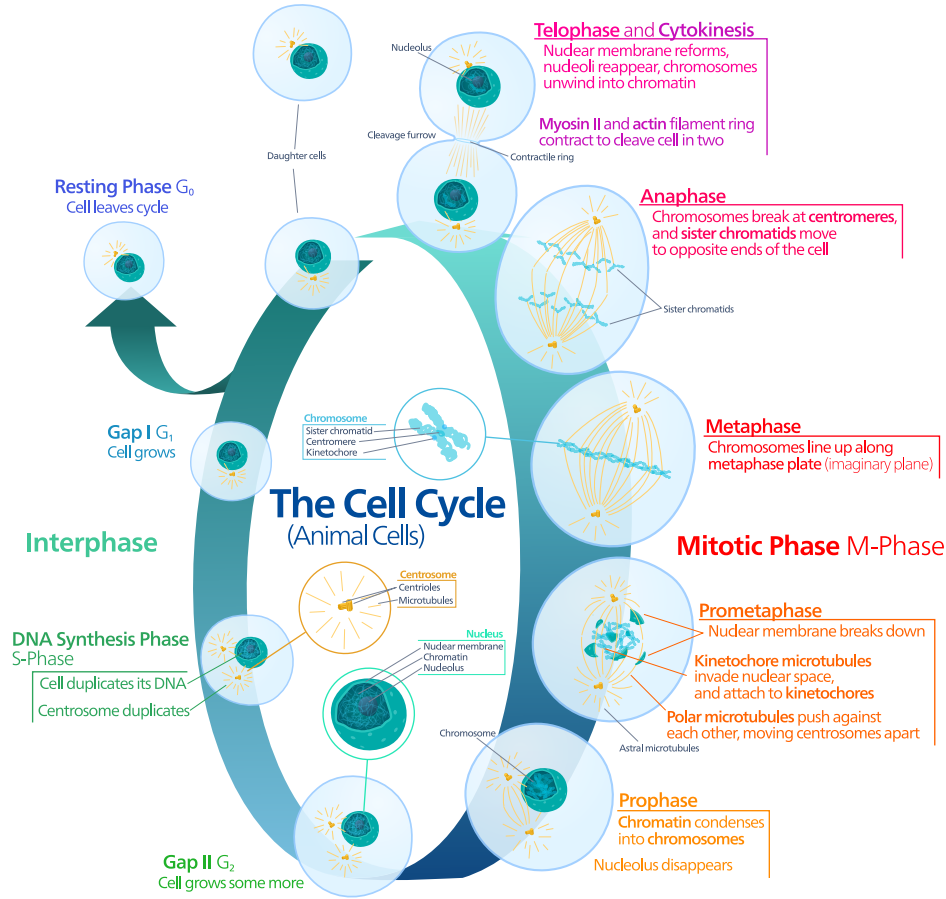 Telophase and Cytokinesis
Nuclear membrane reforms,
nucleoli reappear, chromosomes
unwind into chromatin
Myosin II and actin filament ring
contract to cleave cell in two
Nucleolus
Cleavage furrow
Contractile ring
Daughter cells
Resting Phase G₀
Cell leaves cycle
Anaphase
Chromosomes break at centromeres,
and sister chromatids move
to opposite ends of the cell
Sister chromatids
Gap I G₁
Cell grows
Chromosome
Sister chromatid
Centromere
Kinetochore
Metaphase
Chromosomes line up along
metaphase plate (imaginary plane)
The Cell Cycle
(Animal Cells)
Interphase
Mitotic Phase M-Phase
Centrosome
Centrioles
Microtubules
Prometaphase
Nuclear membrane breaks down
Kinetochore microtubules
invade nuclear space,
and attach to kinetochores
Polar microtubules push against
each other, moving centrosomes apart
Astral microtubules
DNA Synthesis Phase
S-Phase
Cell duplicates its DNA
Centrosome duplicates
Nucleus
Nuclear membrane
Chromatin
Nucleolus
Chromosome
Prophase
Chromatin condenses
into chromosomes
Nucleolus disappears
Gap II G₂
Cell grows some more